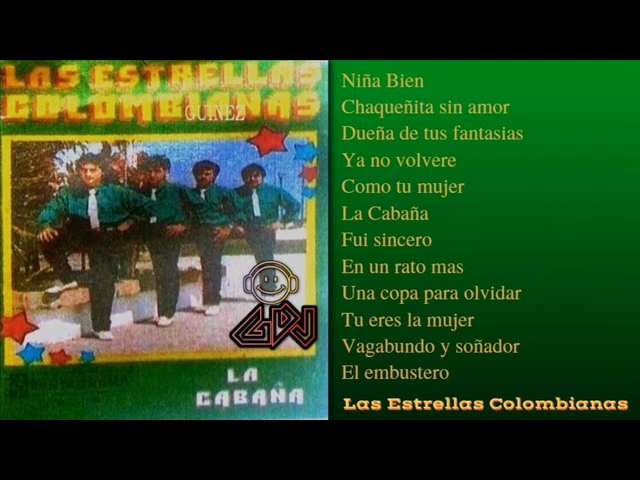 LAS ESTRELLAS
COLOMBIANAS
GUIÑEZ
GDJ
LA
CABAÑA
Niña Bien
Chaqueñita sin amor
Dueña de tus fantasias
Ya no volvere
Como tu mujer
La Cabaña
Fui sincero
En un rato mas
Una copa para olvidar
Tu eres la mujer
Vagabundo y soñador
El embustero
Las Estrellas Colombianas